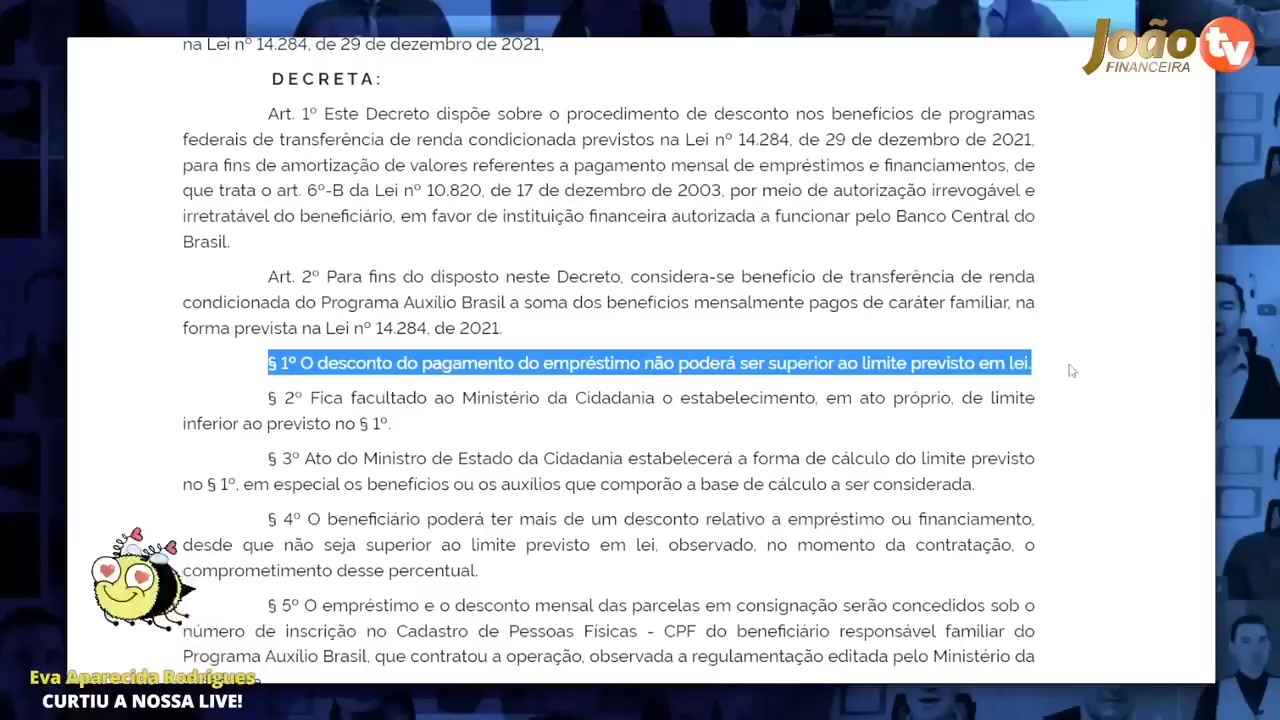 na Lei nº 14.284, de 29 de dezembro de 2021,
João tv
FINANCEIRA
D E C R E T A :
Art. 1º Este Decreto dispõe sobre o procedimento de desconto nos benefícios de programas
federais de transferência de renda condicionada previstos na Lei nº 14.284, de 29 de dezembro de 2021,
para fins de amortização de valores referentes a pagamento mensal de empréstimos e financiamentos, de
que trata o art. 6º-B da Lei nº 10.820, de 17 de dezembro de 2003, por meio de autorização irrevogável e
irretratável do beneficiário, em favor de instituição financeira autorizada a funcionar pelo Banco Central do
Brasil.
Art. 2º Para fins do disposto neste Decreto, considera-se benefício de transferência de renda
condicionada do Programa Auxílio Brasil a soma dos benefícios mensalmente pagos de caráter familiar, na
forma prevista na Lei nº 14.284, de 2021.
§ 1º O desconto do pagamento do empréstimo não poderá ser superior ao limite previsto em lei.
§ 2º Fica facultado ao Ministério da Cidadania o estabelecimento, em ato próprio, de limite
inferior ao previsto no § 1º.
§ 3º Ato do Ministro de Estado da Cidadania estabelecerá a forma de cálculo do limite previsto
no § 1º, em especial os benefícios ou os auxílios que comporão a base de cálculo a ser considerada.
§ 4º O beneficiário poderá ter mais de um desconto relativo a empréstimo ou financiamento,
desde que não seja superior ao limite previsto em lei, observado, no momento da contratação, o
comprometimento desse percentual.
§ 5º O empréstimo e o desconto mensal das parcelas em consignação serão concedidos sob o
número de inscrição no Cadastro de Pessoas Físicas - CPF do beneficiário responsável familiar do
Programa Auxílio Brasil, que contratou a operação, observada a regulamentação editada pelo Ministério da
Eva Aparecida Rodrigues
CURTIU A NOSSA LIVE!